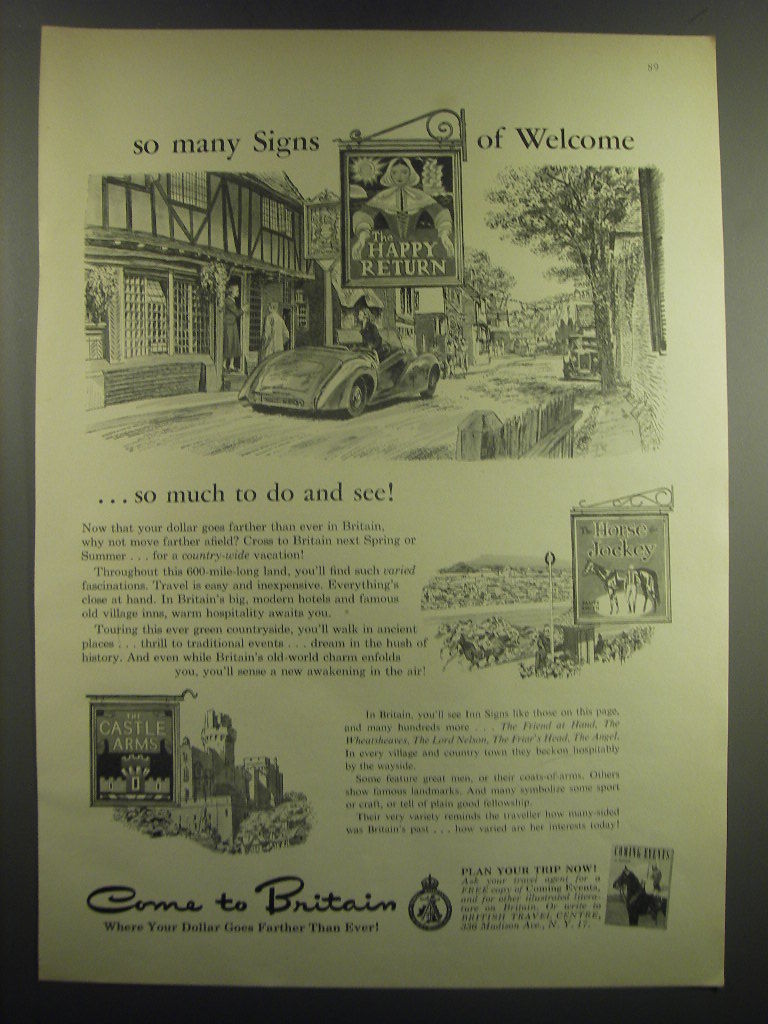 89
so many Signs of Welcome
The
HAPPY
RETURN
...so much to do and see!
Now that your dollar goes farther than ever in Britain,
why not move farther afield? Cross to Britain next Spring or
Summer . . . for a country-wide vacation!
Throughout this 600-mile-long land, you'll find such varied
fascinations. Travel is easy and inexpensive. Everything's
close at hand. In Britain's big, modern hotels and famous
old village inns, warm hospitality awaits you.
Touring this ever green countryside, you'll walk in ancient
places . . . thrill to traditional events . . . dream in the hush of
history. And even while Britain's old-world charm enfolds
you, you'll sense a new awakening in the air!
The Horse
Jockey
THE
CASTLE
ARMS
In Britain, you'll see Inn Signs like those on this page,
and many hundreds more . . . The Friend at Hand, The
Wheatsheaves, The Lord Nelson, The Friar's Head, The Angel.
In every village and country town they beckon hospitably
by the wayside.
Some feature great men, or their coats-of-arms. Others
show famous landmarks. And many symbolize some sport
or craft, or tell of plain good fellowship.
Their very variety reminds the traveller how many-sided
was Britain's past . . . how varied are her interests today!
Come to Britain
Where Your Dollar Goes Farther Than Ever!
PLAN YOUR TRIP NOW!
Ask your travel agent for a
FREE copy of Coming Events,
and for other illustrated litera-
ture on Britain. Or write to
BRITISH TRAVEL CENTRE,
336 Madison Ave., N. Y. 17.
COMING EVENTS